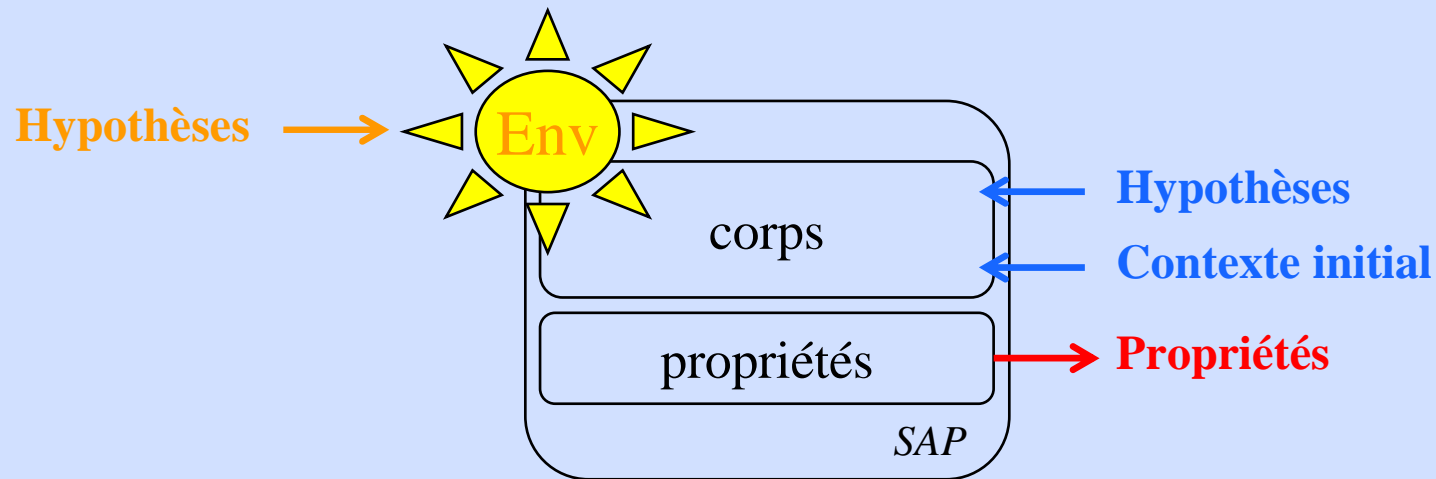 Hypothèses
Env
Hypothèses
corps
Contexte initial
propriétés
Propriétés
SAP